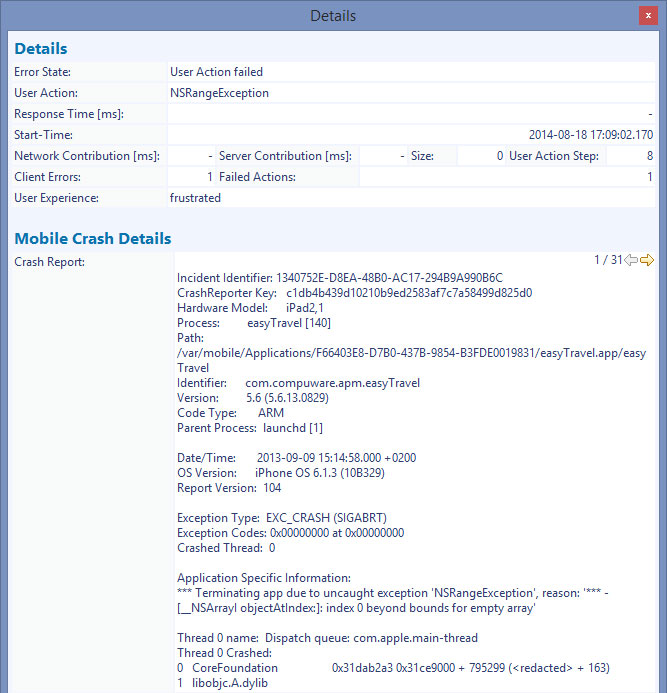 Details
x
Details
Error State: User Action failed
User Action: NSRangeException
Response Time [ms]: -
Start-Time: 2014-08-18 17:09:02.170
Network Contribution [ms]: - Server Contribution [ms]: - Size: 0 User Action Step: 8
Client Errors: 1 Failed Actions: 1
User Experience: frustrated
Mobile Crash Details
Crash Report: 1 / 31
Incident Identifier: 1340752E-D8EA-48B0-AC17-294B9A990B6C
CrashReporter Key: c1db4b439d10210b9ed2583af7c7a58499d825d0
Hardware Model: iPad2,1
Process: easyTravel [140]
Path:
/var/mobile/Applications/F66403E8-D7B0-437B-9854-B3FDE0019831/easyTravel.app/easy
Travel
Identifier: com.compuware.apm.easyTravel
Version: 5.6 (5.6.13.0829)
Code Type: ARM
Parent Process: launchd [1]
Date/Time: 2013-09-09 15:14:58.000 +0200
OS Version: iPhone OS 6.1.3 (10B329)
Report Version: 104
Exception Type: EXC_CRASH (SIGABRT)
Exception Codes: 0x00000000 at 0x00000000
Crashed Thread: 0
Application Specific Information:
*** Terminating app due to uncaught exception 'NSRangeException', reason: '*** -
[__NSArrayI objectAtIndex:]: index 0 beyond bounds for empty array'
Thread 0 name: Dispatch queue: com.apple.main-thread
Thread 0 Crashed:
0 CoreFoundation 0x31dab2a3 0x31ce9000 + 795299 (<redacted> + 163)
1 libobjc.A.dylib